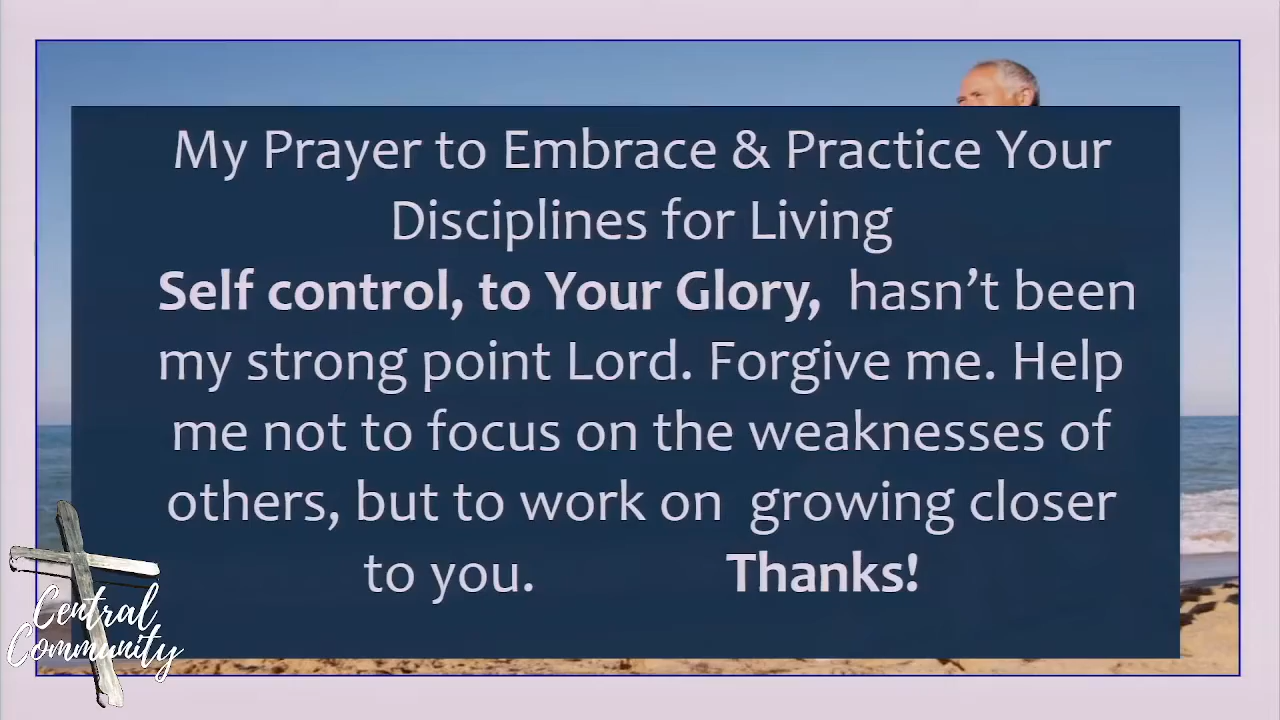 My Prayer to Embrace & Practice Your
Disciplines for Living
Self control, to Your Glory, hasn’t been
my strong point Lord. Forgive me. Help
me not to focus on the weaknesses of
others, but to work on growing closer
to you. Thanks!
Central
Community